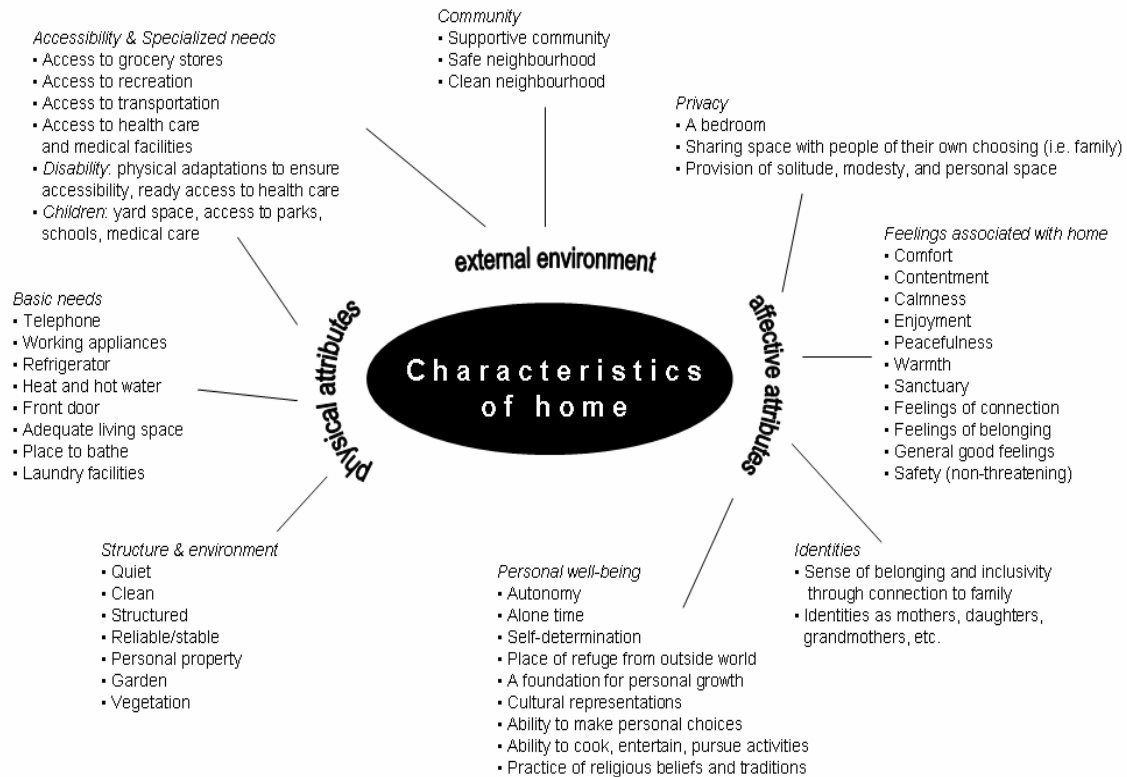 Community
▪ Supportive community
▪ Safe neighbourhood
▪ Clean neighbourhood
Accessibility & Specialized needs
▪ Access to grocery stores
▪ Access to recreation
▪ Access to transportation
▪ Access to health care
and medical facilities
▪ Disability: physical adaptations to ensure
accessibility, ready access to health care
▪ Children: yard space, access to parks,
schools, medical care
Privacy
▪ A bedroom
▪ Sharing space with people of their own choosing (i.e. family)
▪ Provision of solitude, modesty, and personal space
external environment
Feelings associated with home
▪ Comfort
▪ Contentment
▪ Calmness
▪ Enjoyment
▪ Peacefulness
▪ Warmth
▪ Sanctuary
▪ Feelings of connection
▪ Feelings of belonging
▪ General good feelings
▪ Safety (non-threatening)
Basic needs
▪ Telephone
▪ Working appliances
▪ Refrigerator
▪ Heat and hot water
▪ Front door
▪ Adequate living space
▪ Place to bathe
▪ Laundry facilities
physical attributes
Characteristics
of home
affective attributes
Structure & environment
▪ Quiet
▪ Clean
▪ Structured
▪ Reliable/stable
▪ Personal property
▪ Garden
▪ Vegetation
Personal well-being
▪ Autonomy
▪ Alone time
▪ Self-determination
▪ Place of refuge from outside world
▪ A foundation for personal growth
▪ Cultural representations
▪ Ability to make personal choices
▪ Ability to cook, entertain, pursue activities
▪ Practice of religious beliefs and traditions
Identities
▪ Sense of belonging and inclusivity
through connection to family
▪ Identities as mothers, daughters,
grandmothers, etc.